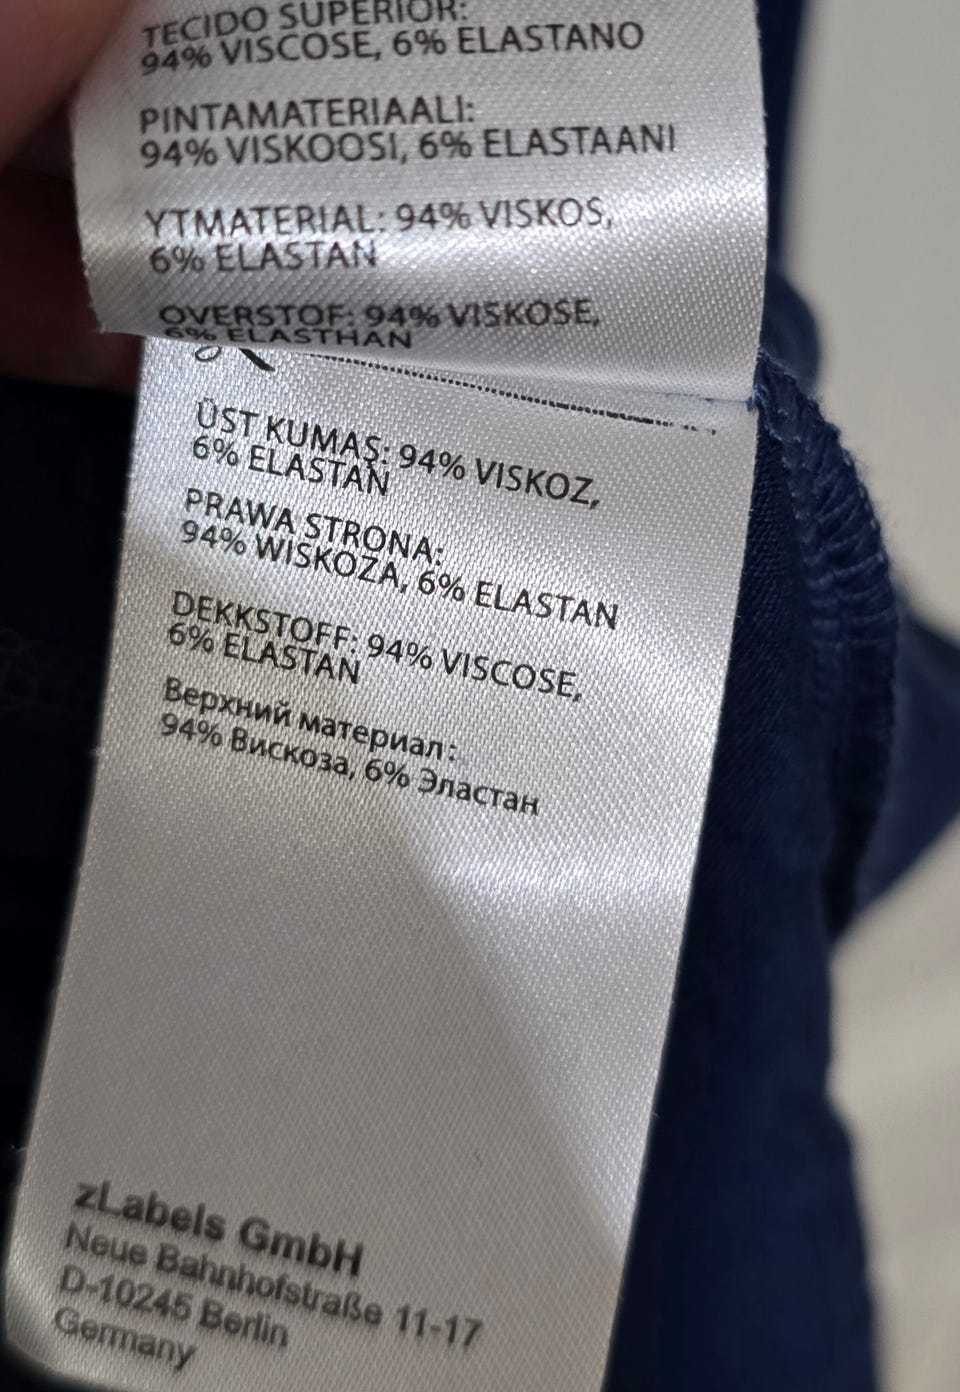 TECIDO SUPERIOR:
94% VISCOSE, 6% ELASTANO
PINTAMATERIAALI:
94% VISKOOSI, 6% ELASTAANI
YTMATERIAL: 94% VISKOS,
6% ELASTAN
OVERSTOF: 94% VISKOSE,
6% ELASTHAN
ÜST KUMAŞ: 94% VISKOZ,
6% ELASTAN
PRAWA STRONA:
94% WISKOZA, 6% ELASTAN
DEKKSTOFF: 94% VISCOSE,
6% ELASTAN
Верхний материал:
94% Вискоза, 6% Эластан
zLabels GmbH
Neue Bahnhofstraße 11-17
D-10245 Berlin
Germany